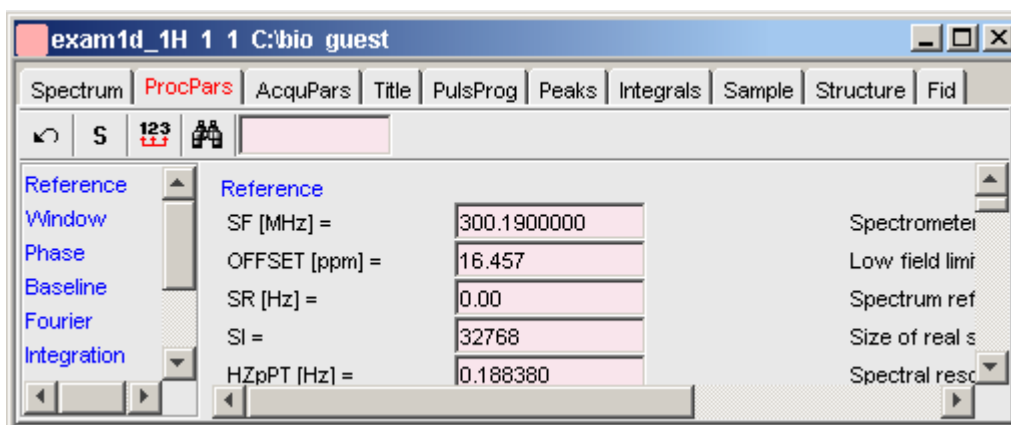 exam1d_1H 1 1 C:\bio guest
Spectrum ProcPars AcquPars Title PulsProg Peaks Integrals Sample Structure Fid
S 123
Reference
Window
Phase
Baseline
Fourier
Integration
Reference
SF [MHz] = 300.1900000 Spectrometer
OFFSET [ppm] = 16.457 Low field limit
SR [Hz] = 0.00 Spectrum ref
SI = 32768 Size of real s
HZpPT [Hz] = 0.188380 Spectral reso